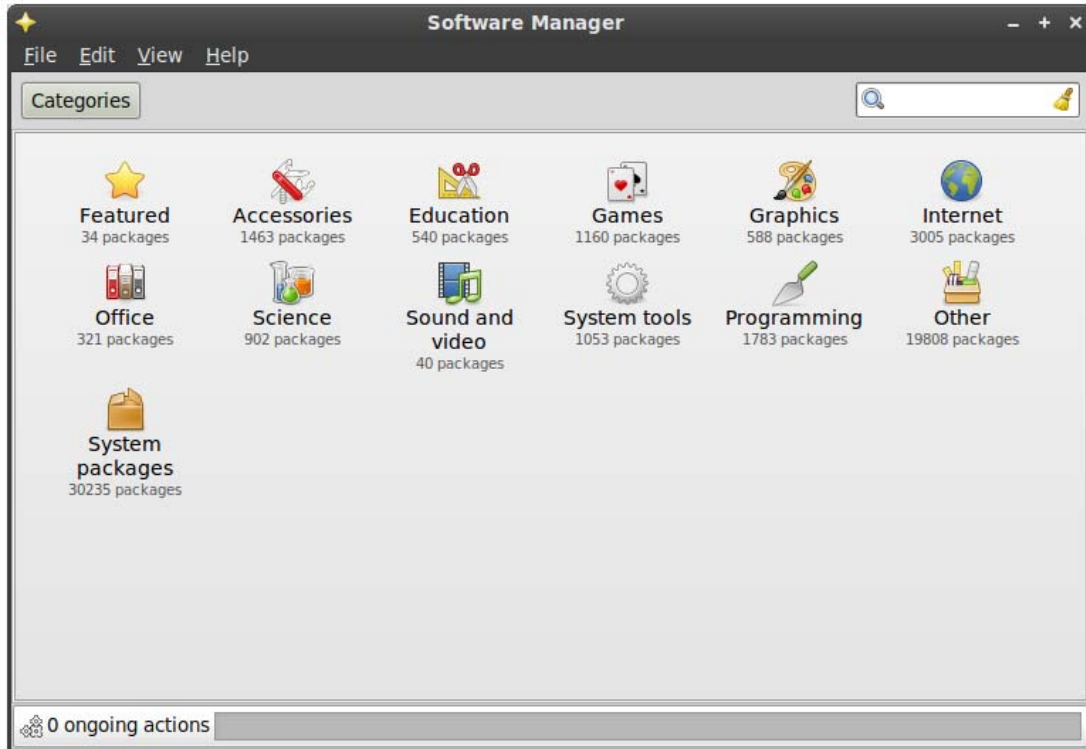 Software Manager
File Edit View Help
Categories
Featured
34 packages
Accessories
1463 packages
Education
540 packages
Games
1160 packages
Graphics
588 packages
Internet
3005 packages
Office
321 packages
Science
902 packages
Sound and
video
40 packages
System tools
1053 packages
Programming
1783 packages
Other
19808 packages
System
packages
30235 packages
0 ongoing actions